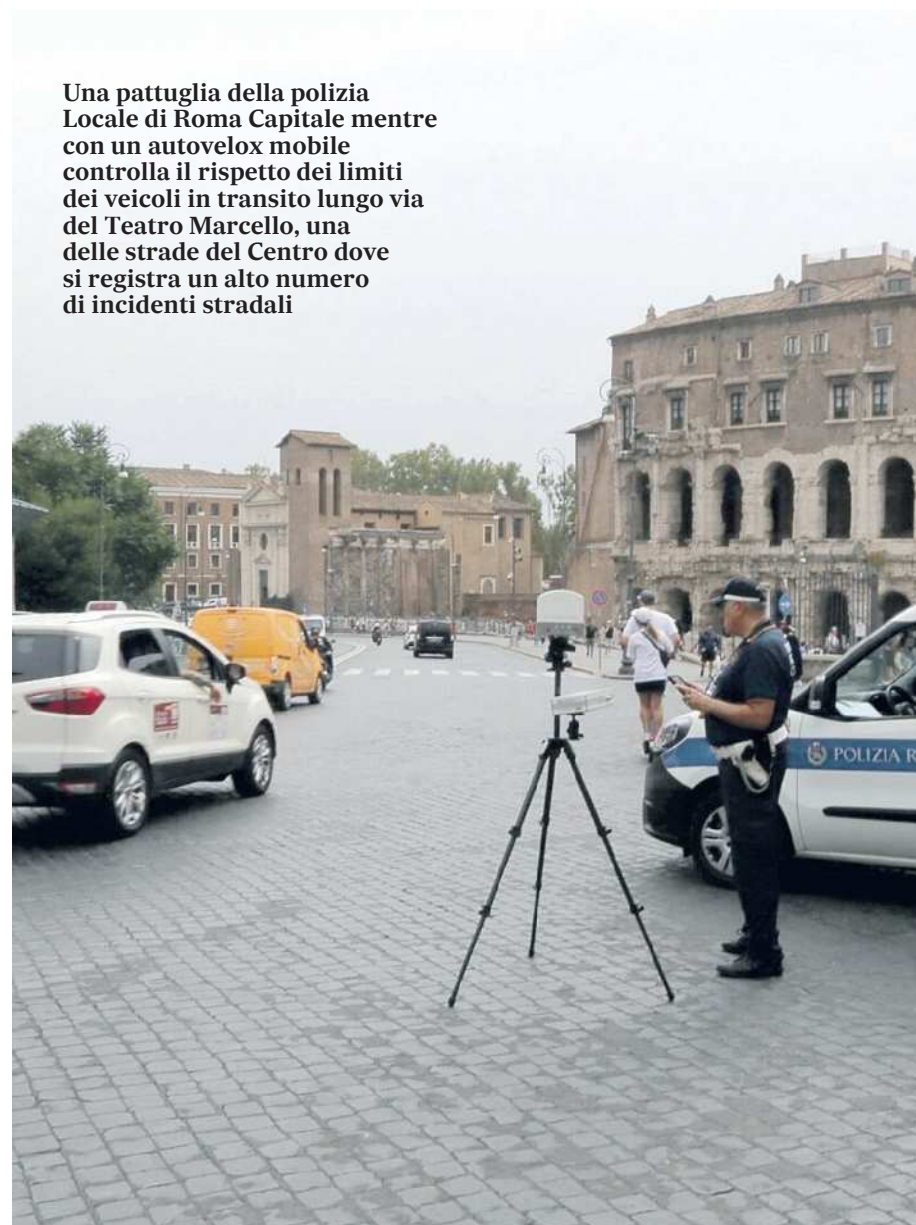 Una pattuglia della polizia
Locale di Roma Capitale mentre
con un autovelox mobile
controlla il rispetto dei limiti
dei veicoli in transito lungo via
del Teatro Marcello, una
delle strade del Centro dove
si registra un alto numero
di incidenti stradali
POLIZIA R